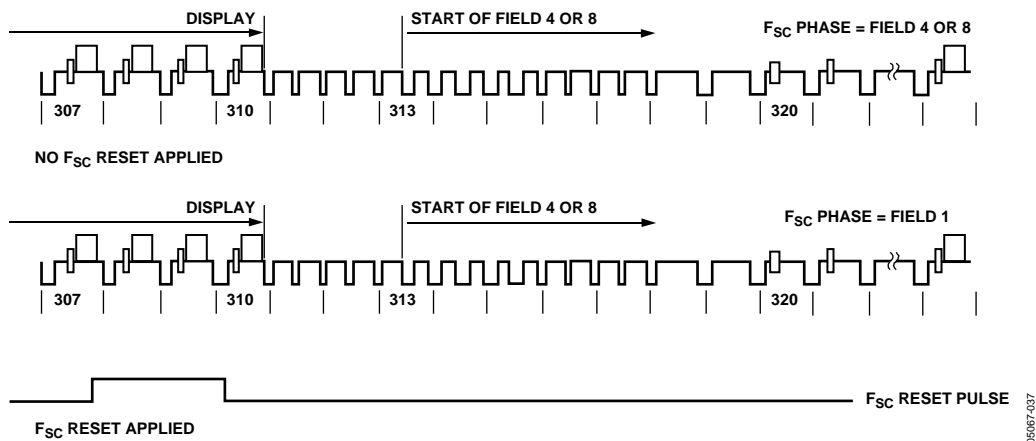 DISPLAY
START OF FIELD 4 OR 8
FSC PHASE = FIELD 4 OR 8
307
310
313
320
NO FSC RESET APPLIED
DISPLAY
START OF FIELD 4 OR 8
FSC PHASE = FIELD 1
307
310
313
320
FSC RESET PULSE
FSC RESET APPLIED
05067-037